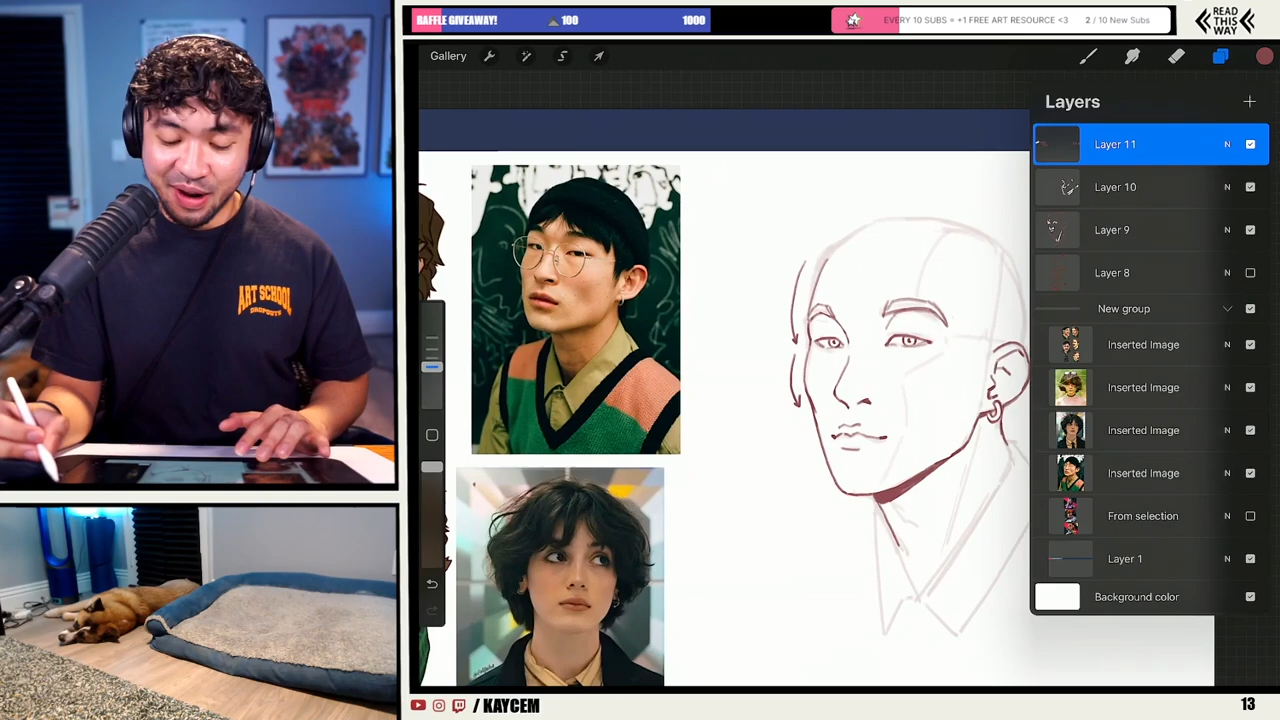 RAFFLE GIVEAWAY! 100 1000
EVERY 10 SUBS = +1 FREE ART RESOURCE <3 2 / 10 New Subs
READ
THIS
WAY
Gallery
Layers +
Layer 11 N
Layer 10 N
Layer 9 N
Layer 8 N
New group
Inserted Image N
Inserted Image N
Inserted Image N
Inserted Image N
From selection N
Layer 1 N
Background color
ART SCHOOL
DROPOUTS
/ KAYCEM
13